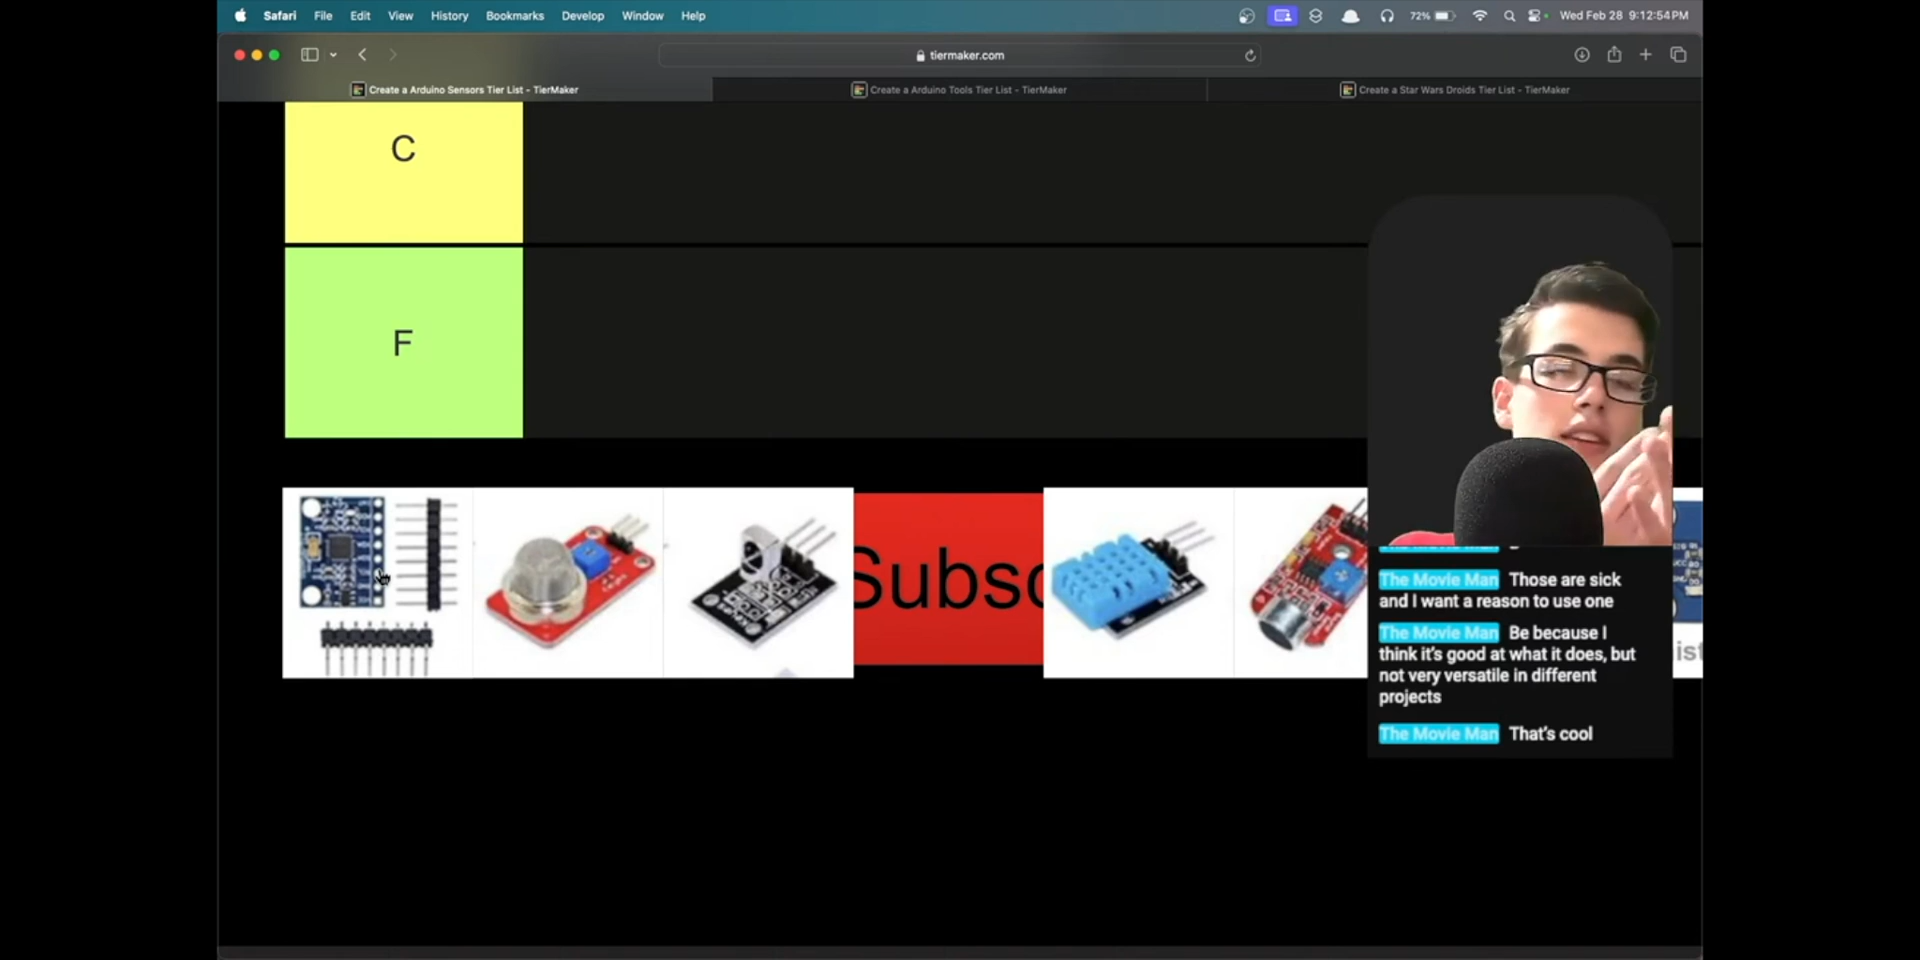 Safari File Edit View History Bookmarks Develop Window Help 72% Wed Feb 28 9:12:54 PM
tiermaker.com
Create a Arduino Sensors Tier List - TierMaker
Create a Arduino Tools Tier List - TierMaker
Create a Star Wars Droids Tier List - TierMaker
C
F
Subsc
The Movie Man Those are sick
and I want a reason to use one
The Movie Man Be because I
think it's good at what it does, but
not very versatile in different
projects
The Movie Man That's cool